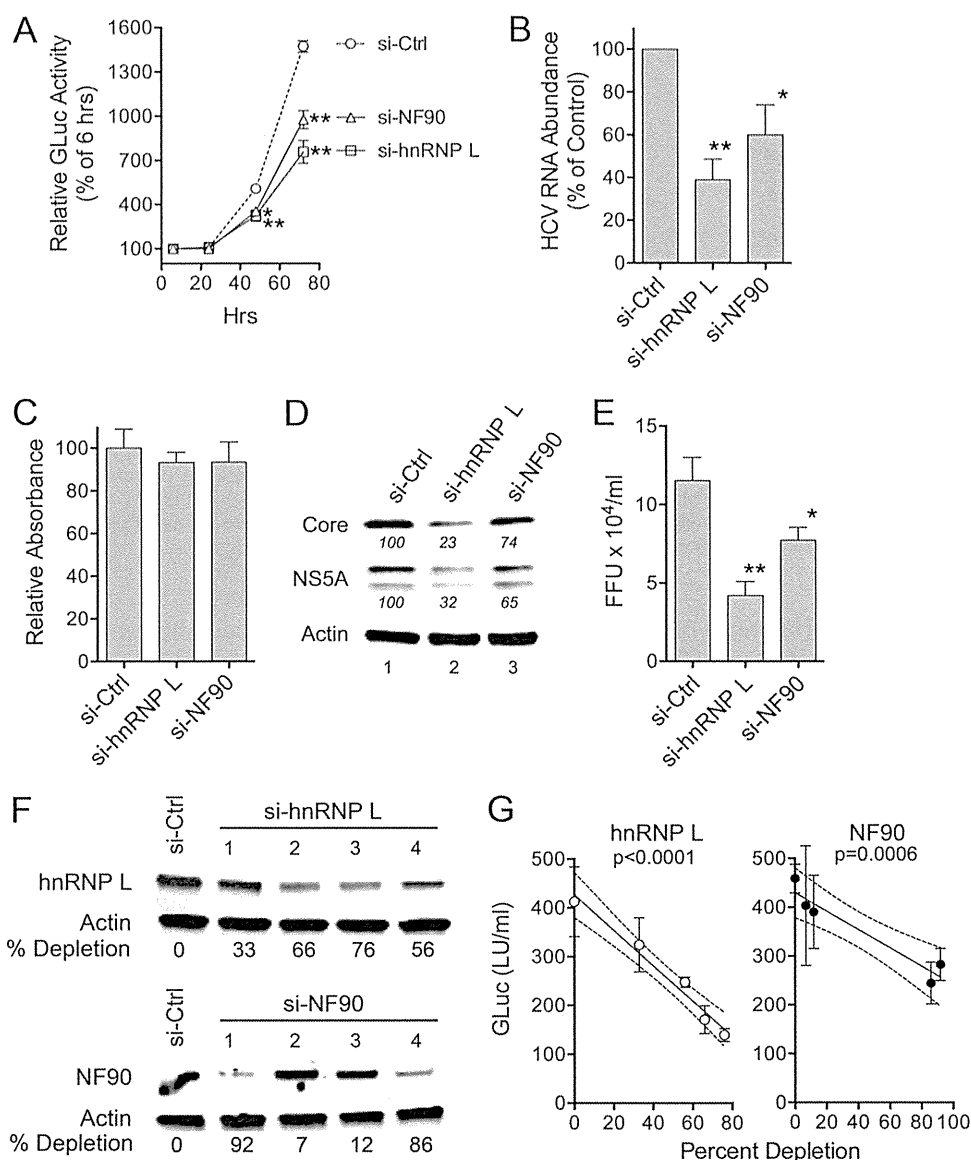 A
Relative GLuc Activity
(% of 6 hrs)
1600
1300
1000
700
400
100
0 20 40 60 80
Hrs
si-Ctrl
** si-NF90
** si-hnRNP L
*
**
B
HCV RNA Abundance
(% of Control)
100
80
60
40
20
0
**
*
si-Ctrl
si-hnRNP L
si-NF90
C
Relative Absorbance
100
80
60
40
20
0
si-Ctrl
si-hnRNP L
si-NF90
D
si-Ctrl
si-hnRNP L
si-NF90
Core
100 23 74
NS5A
100 32 65
Actin
1 2 3
E
FFU x 10⁴/ml
15
10
5
0
**
*
si-Ctrl
si-hnRNP L
si-NF90
F
si-Ctrl
si-hnRNP L
1 2 3 4
hnRNP L
Actin
% Depletion 0 33 66 76 56
si-Ctrl
si-NF90
1 2 3 4
NF90
Actin
% Depletion 0 92 7 12 86
G
hnRNP L
p<0.0001
GLuc (LU/ml)
500
400
300
200
100
0
0 20 40 60 80
NF90
p=0.0006
500
400
300
200
100
0
0 20 40 60 80 100
Percent Depletion